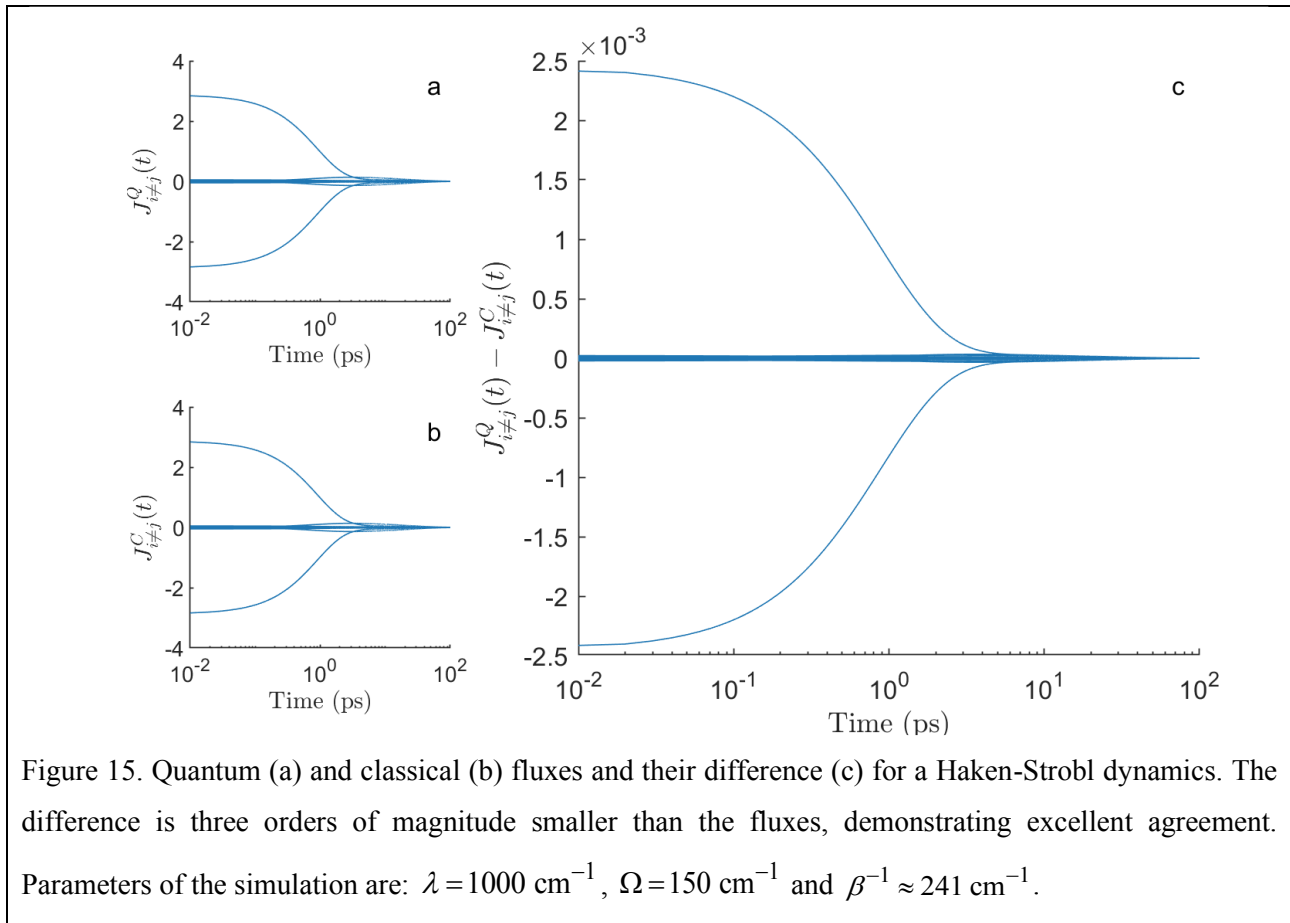 a
4
2
0
-2
-4
J^Q_{i≠j}(t)
10^-2
10^0
10^2
Time (ps)
b
4
2
0
-2
-4
J^C_{i≠j}(t)
10^-2
10^0
10^2
Time (ps)
×10^-3
c
2.5
2
1.5
1
0.5
0
-0.5
-1
-1.5
-2
-2.5
J^Q_{i≠j}(t) − J^C_{i≠j}(t)
10^-2
10^-1
10^0
10^1
10^2
Time (ps)
Figure 15. Quantum (a) and classical (b) fluxes and their difference (c) for a Haken-Strobl dynamics. The
difference is three orders of magnitude smaller than the fluxes, demonstrating excellent agreement.
Parameters of the simulation are: λ = 1000 cm^−1, Ω = 150 cm^−1 and β^−1 ≈ 241 cm^−1.